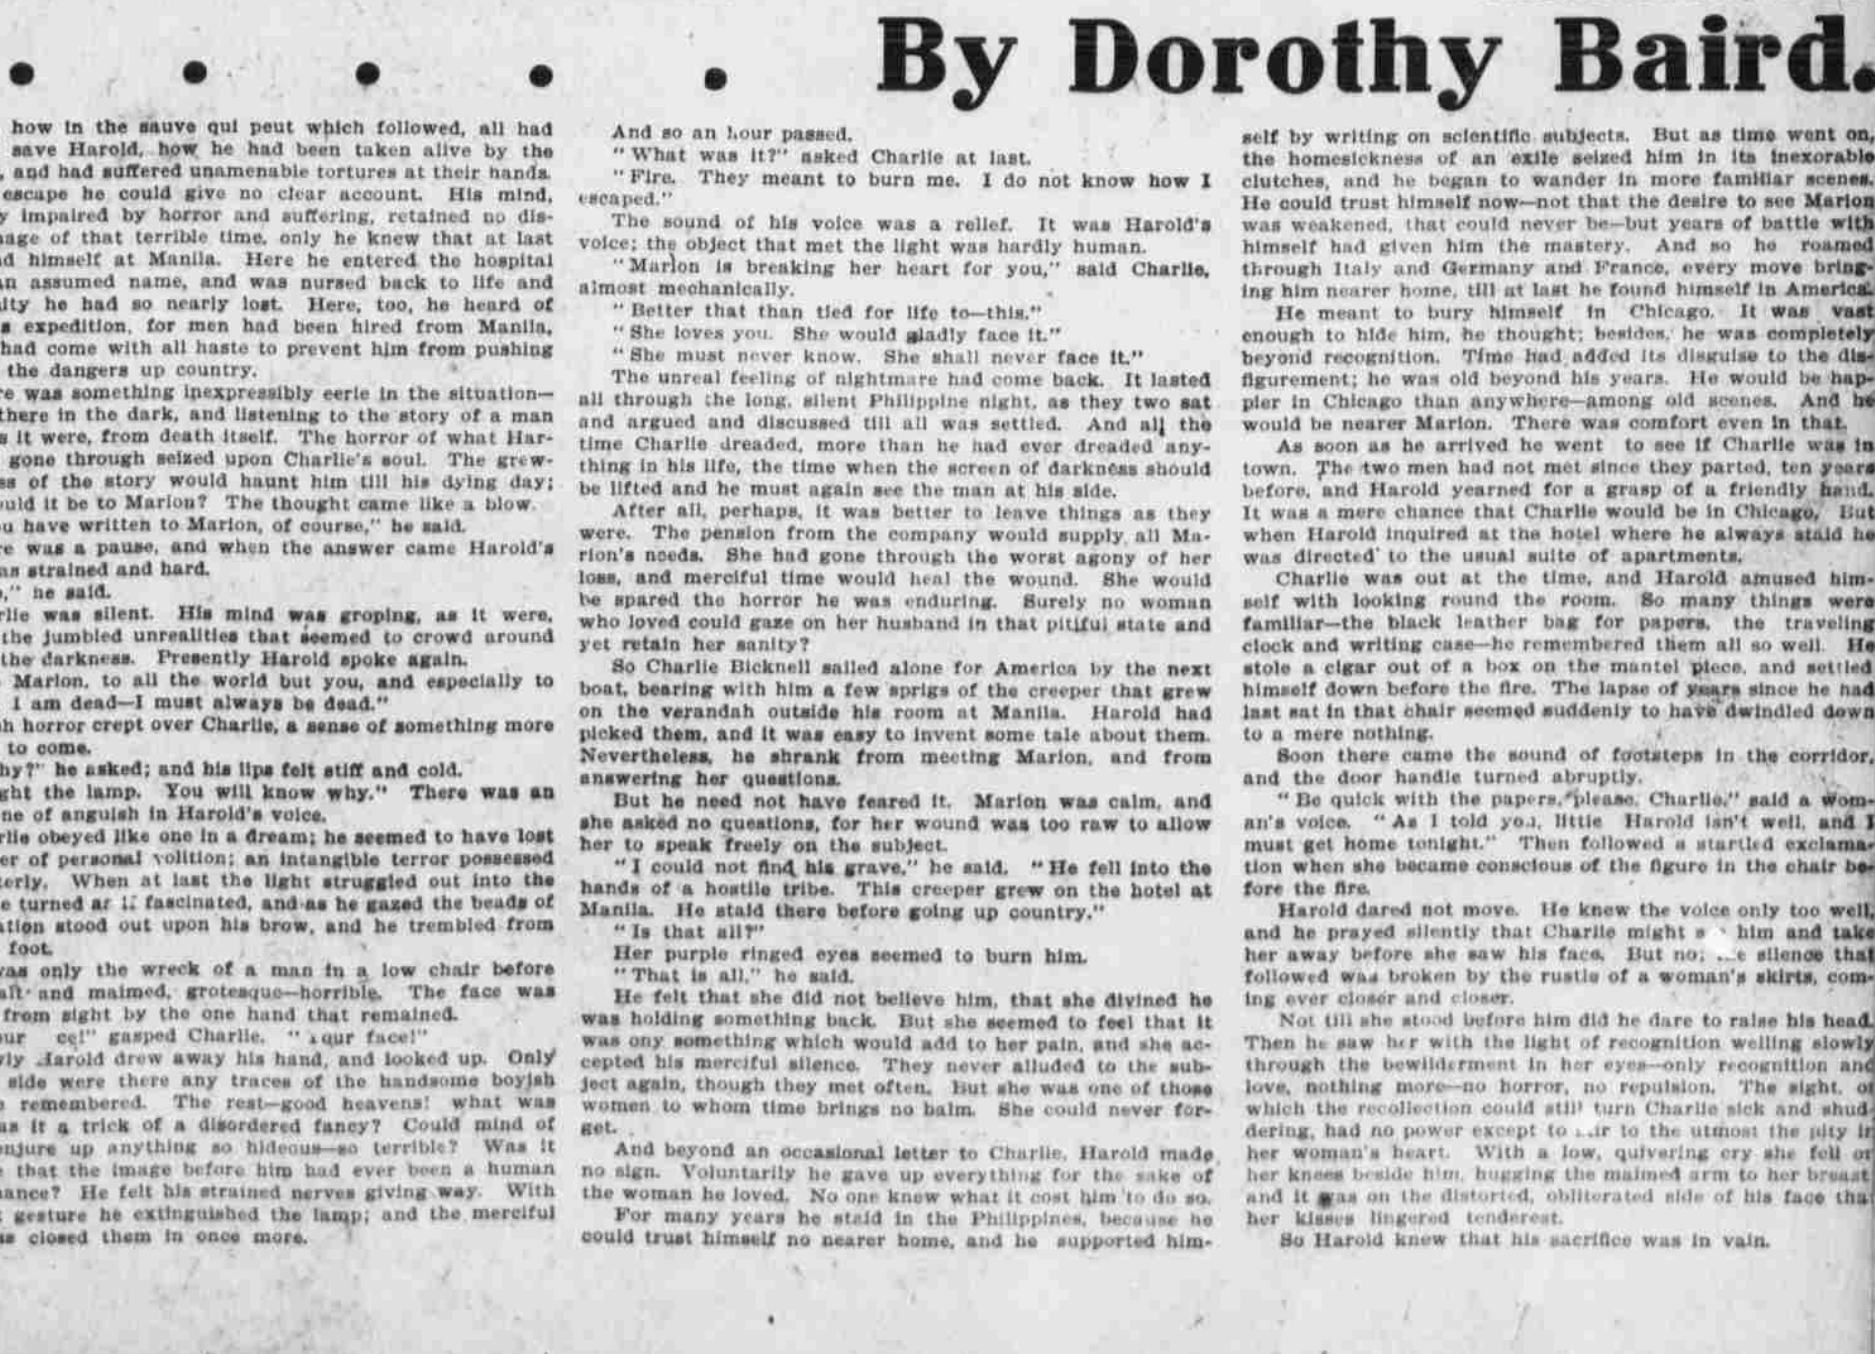 By Dorothy Baird.
how in the sauve qui peut which followed, all had
save Harold, how he had been taken alive by the
, and had suffered unamenable tortures at their hands.
escape he could give no clear account. His mind,
y impaired by horror and suffering, retained no dis-
age of that terrible time, only he knew that at last
d himself at Manila. Here he entered the hospital
n assumed name, and was nursed back to life and
ity he had so nearly lost. Here, too, he heard of
s expedition, for men had been hired from Manila,
had come with all haste to prevent him from pushing
the dangers up country.
re was something inexpressibly eerie in the situation—
there in the dark, and listening to the story of a man
s it were, from death itself. The horror of what Har-
gone through seized upon Charlie's soul. The grew-
ss of the story would haunt him till his dying day;
uld it be to Marion? The thought came like a blow.
u have written to Marion, of course," he said.
re was a pause, and when the answer came Harold's
as strained and hard.
," he said.
rlie was silent. His mind was groping, as it were,
the jumbled unrealities that seemed to crowd around
the darkness. Presently Harold spoke again.
Marion, to all the world but you, and especially to
I am dead—I must always be dead."
h horror crept over Charlie, a sense of something more
to come.
hy?" he asked; and his lips felt stiff and cold.
ght the lamp. You will know why." There was an
ne of anguish in Harold's voice.
rlie obeyed like one in a dream; he seemed to have lost
er of personal volition; an intangible terror possessed
terly. When at last the light struggled out into the
e turned as if fascinated, and as he gazed the beads of
ation stood out upon his brow, and he trembled from
foot.
was only the wreck of a man in a low chair before
alt and maimed, grotesque—horrible. The face was
from sight by the one hand that remained.
gasped Charlie. " face!"
ly Harold drew away his hand, and looked up. Only
side were there any traces of the handsome boyish
remembered. The rest—good heavens! what was
as it a trick of a disordered fancy? Could mind of
onjure up anything so hideous—so terrible? Was it
that the image before him had ever been a human
ance? He felt his strained nerves giving way. With
gesture he extinguished the lamp; and the merciful
ss closed them in once more.
And so an hour passed.
"What was it?" asked Charlie at last.
"Fire. They meant to burn me. I do not know how I
escaped."
The sound of his voice was a relief. It was Harold's
voice; the object that met the light was hardly human.
"Marion is breaking her heart for you," said Charlie,
almost mechanically.
"Better that than tied for life to—this."
"She loves you. She would gladly face it."
"She must never know. She shall never face it."
The unreal feeling of nightmare had come back. It lasted
all through the long, silent Philippine night, as they two sat
and argued and discussed till all was settled. And all the
time Charlie dreaded, more than he had ever dreaded any-
thing in his life, the time when the screen of darkness should
be lifted and he must again see the man at his side.
After all, perhaps, it was better to leave things as they
were. The pension from the company would supply all Ma-
rion's needs. She had gone through the worst agony of her
loss, and merciful time would heal the wound. She would
be spared the horror he was enduring. Surely no woman
who loved could gaze on her husband in that pitiful state and
yet retain her sanity?
So Charlie Bicknell sailed alone for America by the next
boat, bearing with him a few sprigs of the creeper that grew
on the verandah outside his room at Manila. Harold had
picked them, and it was easy to invent some tale about them.
Nevertheless, he shrank from meeting Marion, and from
answering her questions.
But he need not have feared it. Marion was calm, and
she asked no questions, for her wound was too raw to allow
her to speak freely on the subject.
"I could not find his grave," he said. "He fell into the
hands of a hostile tribe. This creeper grew on the hotel at
Manila. He staid there before going up country."
"Is that all?"
Her purple ringed eyes seemed to burn him.
"That is all," he said.
He felt that she did not believe him, that she divined he
was holding something back. But she seemed to feel that it
was ony something which would add to her pain, and she ac-
cepted his merciful silence. They never alluded to the sub-
ject again, though they met often. But she was one of those
women to whom time brings no balm. She could never for-
get.
And beyond an occasional letter to Charlie, Harold made
no sign. Voluntarily he gave up everything for the sake of
the woman he loved. No one knew what it cost him to do so.
For many years he staid in the Philippines, because he
could trust himself no nearer home, and he supported him-
self by writing on scientific subjects. But as time went on,
the homesickness of an exile seized him in its inexorable
clutches, and he began to wander in more familiar scenes.
He could trust himself now—not that the desire to see Marion
was weakened, that could never be—but years of battle with
himself had given him the mastery. And so he roamed
through Italy and Germany and France, every move bring-
ing him nearer home, till at last he found himself in America.
He meant to bury himself in Chicago. It was vast
enough to hide him, he thought; besides, he was completely
beyond recognition. Time had added its disguise to the dis-
figurement; he was old beyond his years. He would be hap-
pier in Chicago than anywhere—among old scenes. And he
would be nearer Marion. There was comfort even in that.
As soon as he arrived he went to see if Charlie was in
town. The two men had not met since they parted, ten years
before, and Harold yearned for a grasp of a friendly hand.
It was a mere chance that Charlie would be in Chicago. But
when Harold inquired at the hotel where he always staid he
was directed to the usual suite of apartments.
Charlie was out at the time, and Harold amused him-
self with looking round the room. So many things were
familiar—the black leather bag for papers, the traveling
clock and writing case—he remembered them all so well. He
stole a cigar out of a box on the mantel piece, and settled
himself down before the fire. The lapse of years since he had
last sat in that chair seemed suddenly to have dwindled down
to a mere nothing.
Soon there came the sound of footsteps in the corridor,
and the door handle turned abruptly.
"Be quick with the papers, please, Charlie," said a wom-
an's voice. "As I told you, little Harold isn't well, and I
must get home tonight." Then followed a startled exclama-
tion when she became conscious of the figure in the chair be-
fore the fire.
Harold dared not move. He knew the voice only too well,
and he prayed silently that Charlie might him and take
her away before she saw his face. But no; silence that
followed was broken by the rustle of a woman's skirts, com-
ing ever closer and closer.
Not till she stood before him did he dare to raise his head.
Then he saw her with the light of recognition welling slowly
through the bewilderment in her eyes—only recognition and
love, nothing more—no horror, no repulsion. The sight, of
which the recollection could still turn Charlie sick and shud-
dering, had no power except to to the utmost the pity in
her woman's heart. With a low, quivering cry she fell on
her knees beside him, hugging the maimed arm to her breast
and it was on the distorted, obliterated side of his face that
her kisses lingered tenderest.
So Harold knew that his sacrifice was in vain.